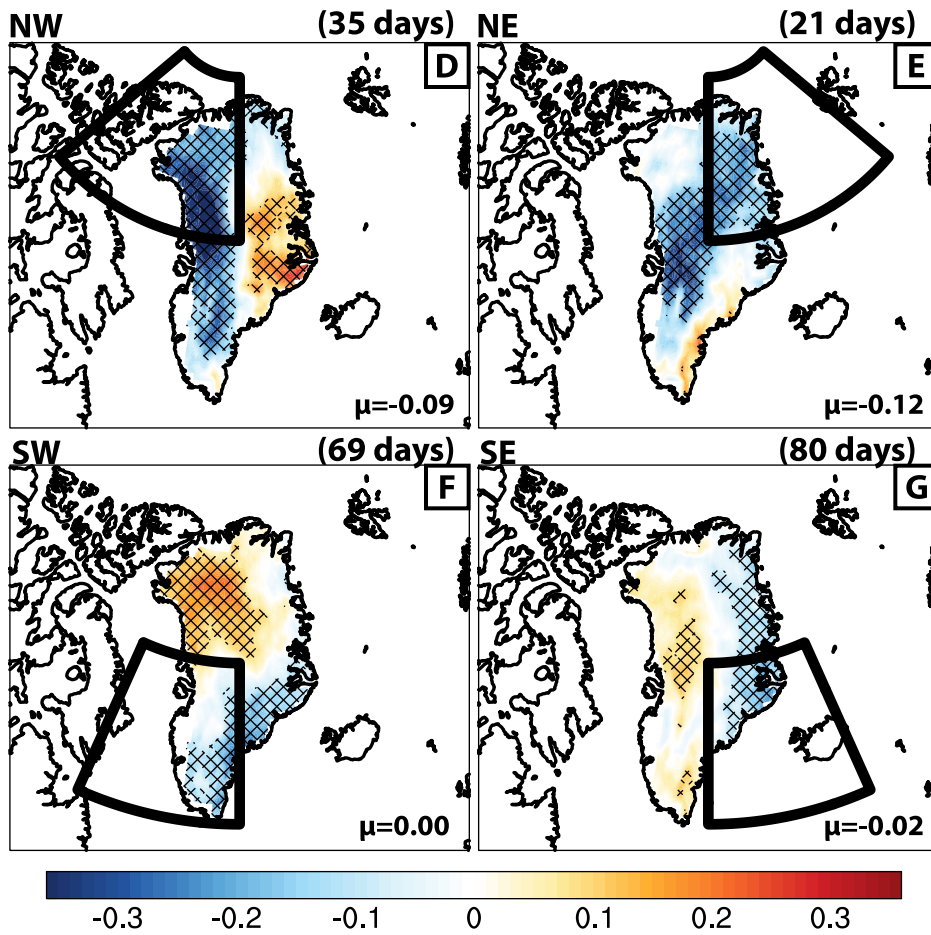 NW (35 days)
D
μ=-0.09
NE (21 days)
E
μ=-0.12
SW (69 days)
F
μ=0.00
SE (80 days)
G
μ=-0.02
-0.3 -0.2 -0.1 0 0.1 0.2 0.3